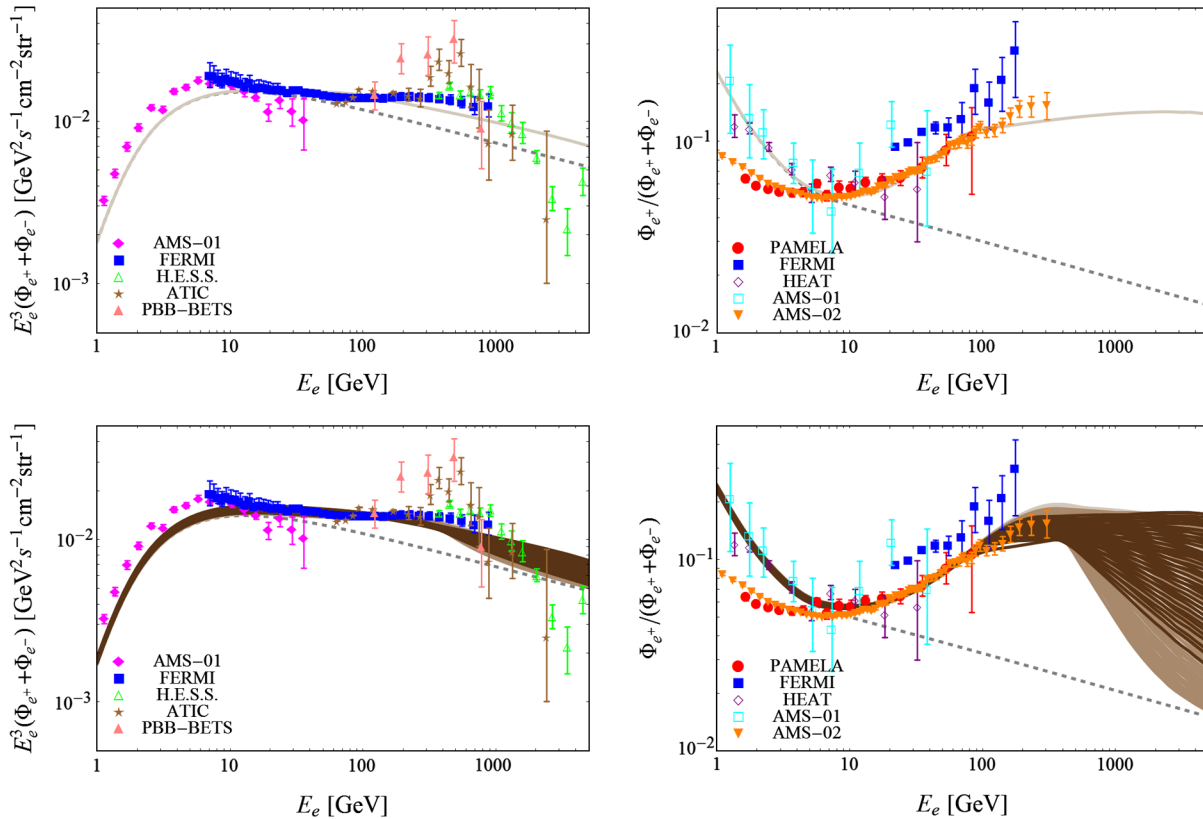 E_e^3(Φ_e+ + Φ_e−) [GeV^2 s^−1 cm^−2 str^−1]
10^−2
10^−3
AMS−01
FERMI
H.E.S.S.
ATIC
PBB−BETS
1 10 100 1000
E_e [GeV]
Φ_e+/(Φ_e+ + Φ_e−)
10^−1
10^−2
PAMELA
FERMI
HEAT
AMS−01
AMS−02
1 10 100 1000
E_e [GeV]
E_e^3(Φ_e+ + Φ_e−) [GeV^2 s^−1 cm^−2 str^−1]
10^−2
10^−3
AMS−01
FERMI
H.E.S.S.
ATIC
PBB−BETS
1 10 100 1000
E_e [GeV]
Φ_e+/(Φ_e+ + Φ_e−)
10^−1
10^−2
PAMELA
FERMI
HEAT
AMS−01
AMS−02
1 10 100 1000
E_e [GeV]